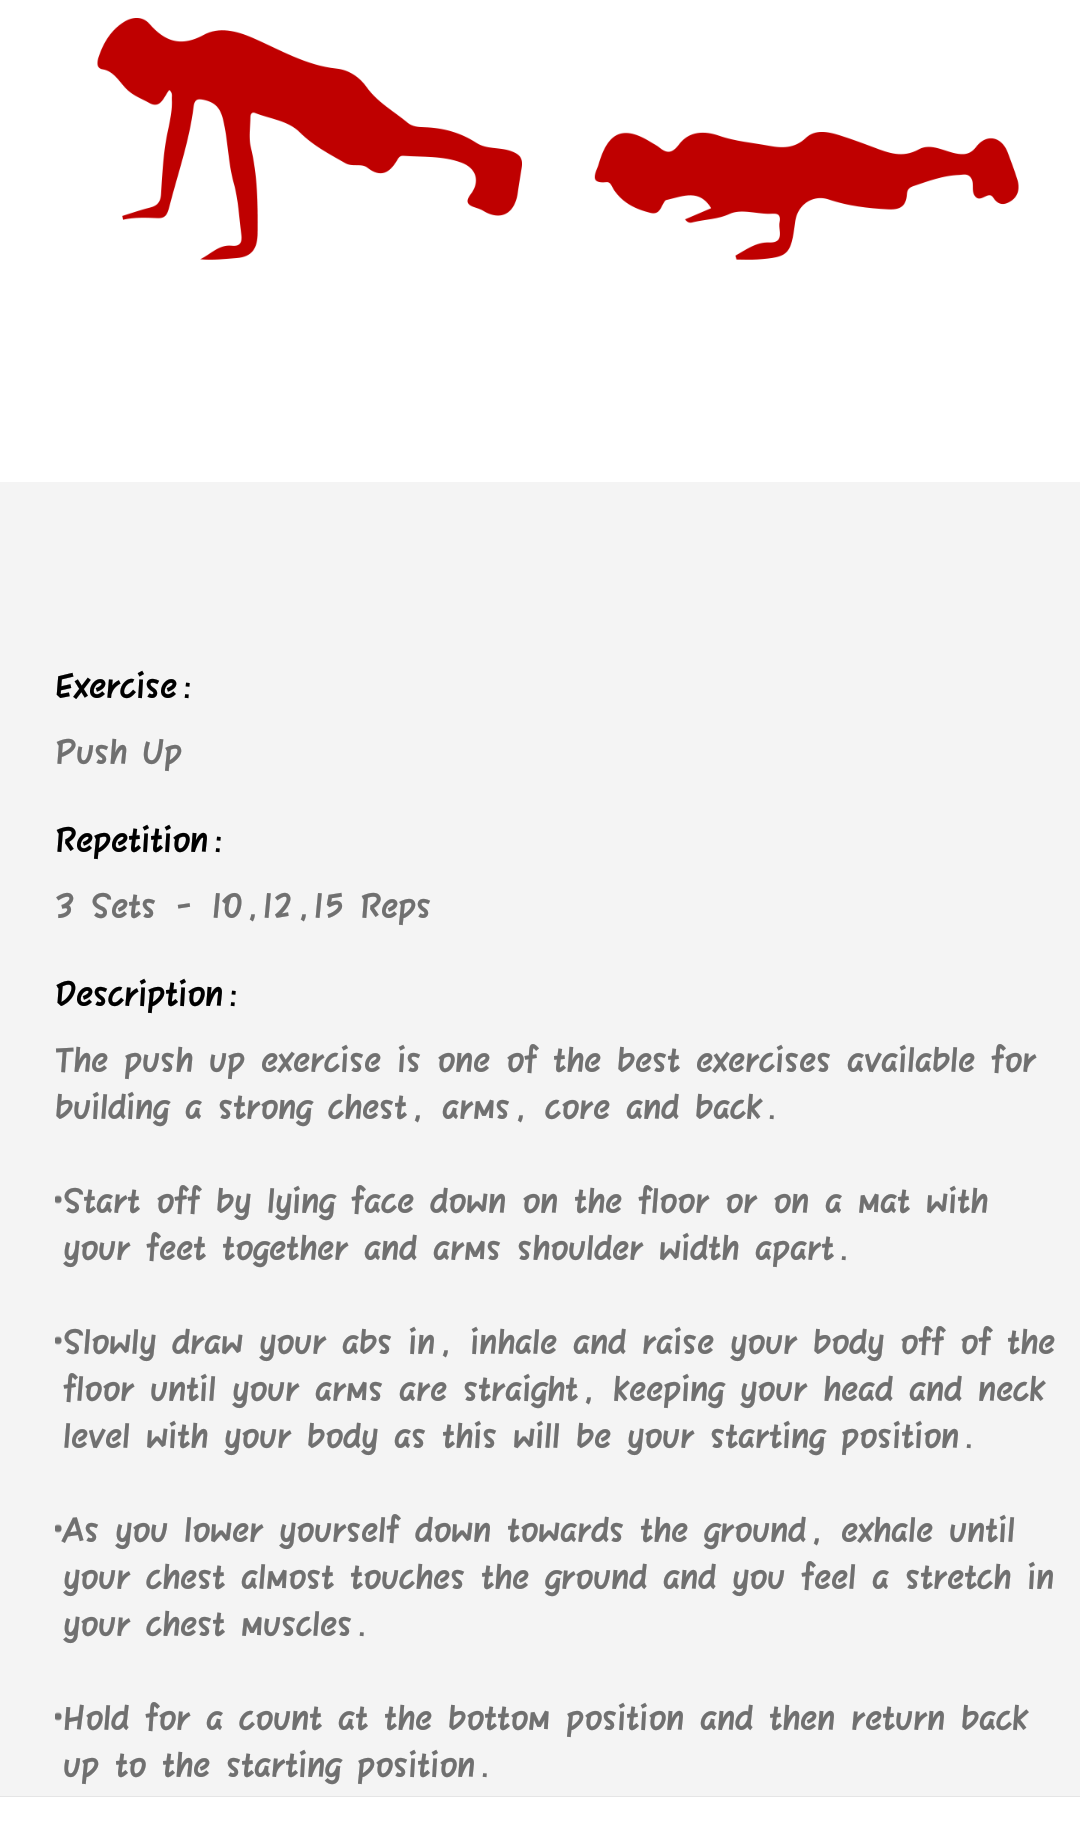 Exercise:
Push Up
Repetition:
3 Sets - 10,12,15 Reps
Description:
The push up exercise is one of the best exercises available for
building a strong chest, arms, core and back.
•Start off by lying face down on the floor or on a mat with
your feet together and arms shoulder width apart.
•Slowly draw your abs in, inhale and raise your body off of the
floor until your arms are straight, keeping your head and neck
level with your body as this will be your starting position.
•As you lower yourself down towards the ground, exhale until
your chest almost touches the ground and you feel a stretch in
your chest muscles.
•Hold for a count at the bottom position and then return back
up to the starting position.